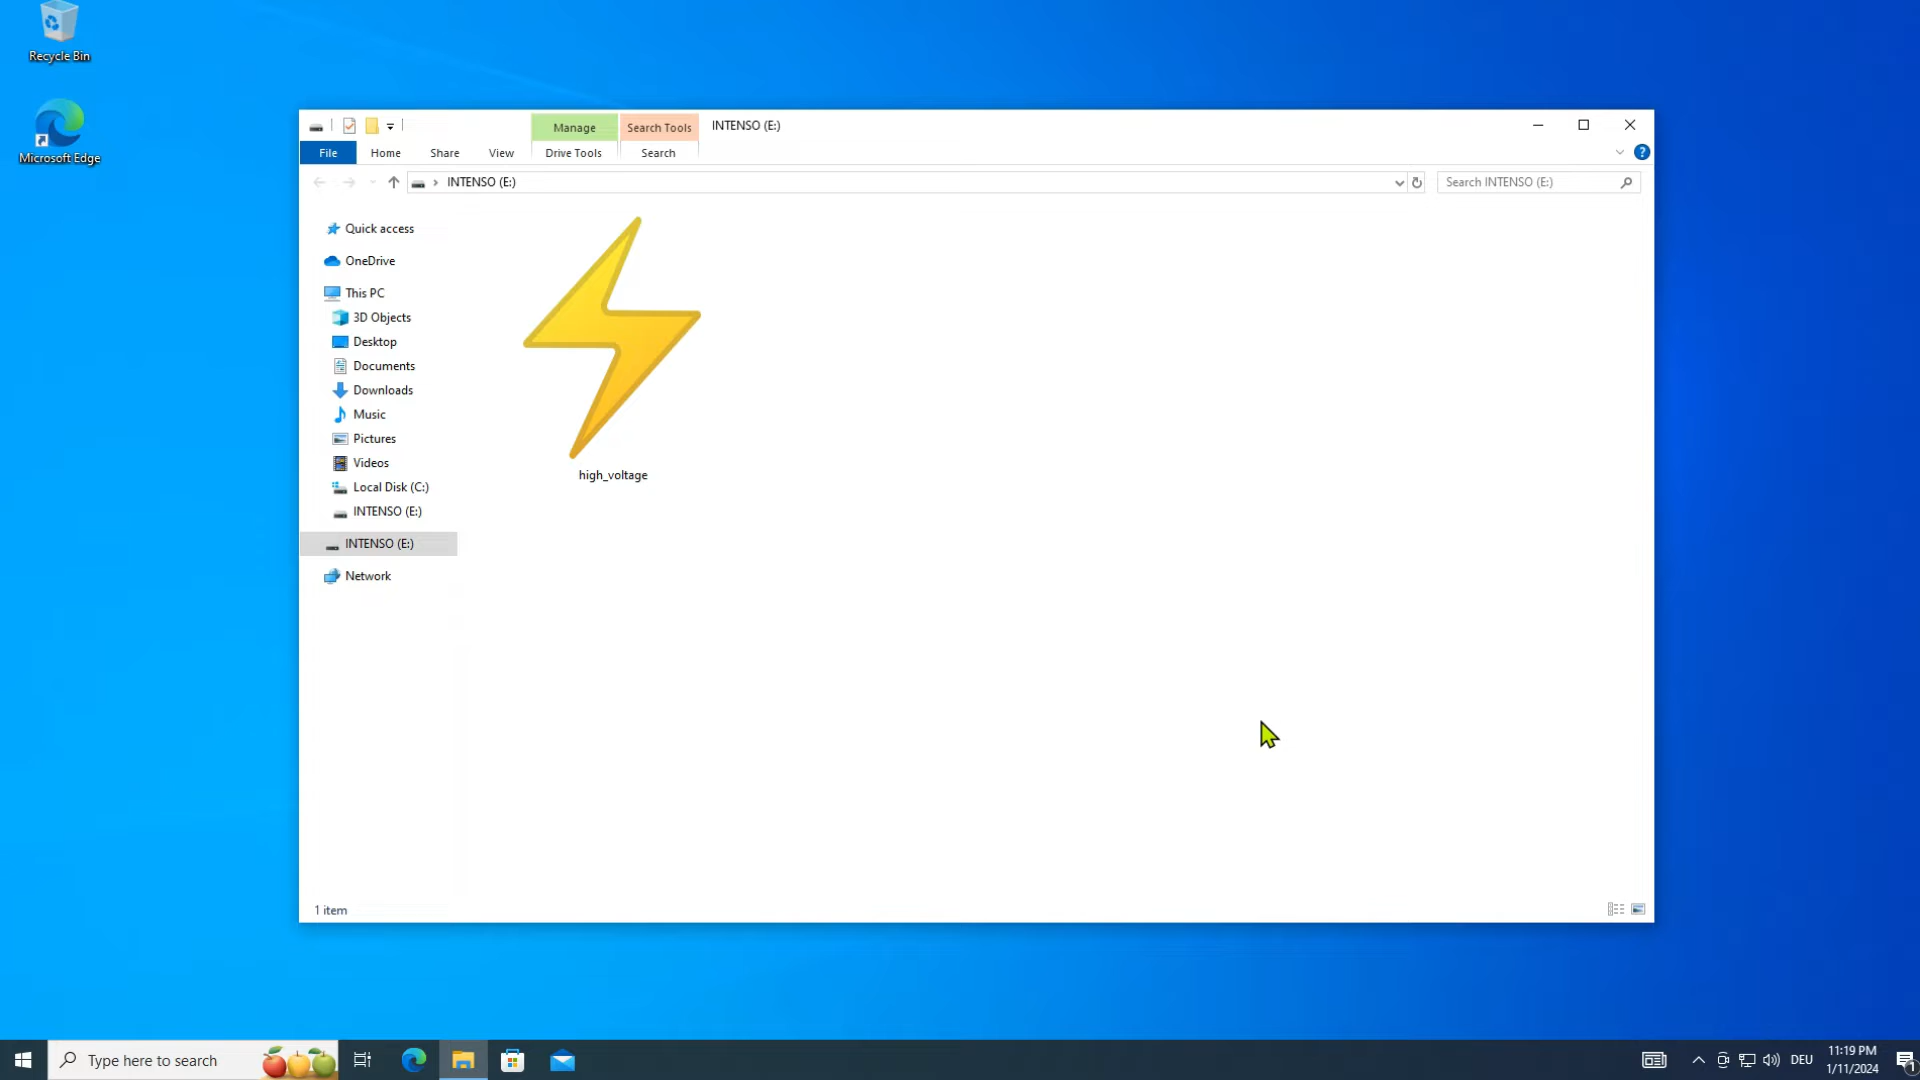 Recycle Bin
Microsoft Edge
Manage
Search Tools
INTENSO (E:)
File
Home
Share
View
Drive Tools
Search
INTENSO (E:)
Search INTENSO (E:)
Quick access
OneDrive
This PC
3D Objects
Desktop
Documents
Downloads
Music
Pictures
Videos
Local Disk (C:)
INTENSO (E:)
INTENSO (E:)
Network
high_voltage
1 item
Type here to search
DEU
11:19 PM
1/11/2024
1